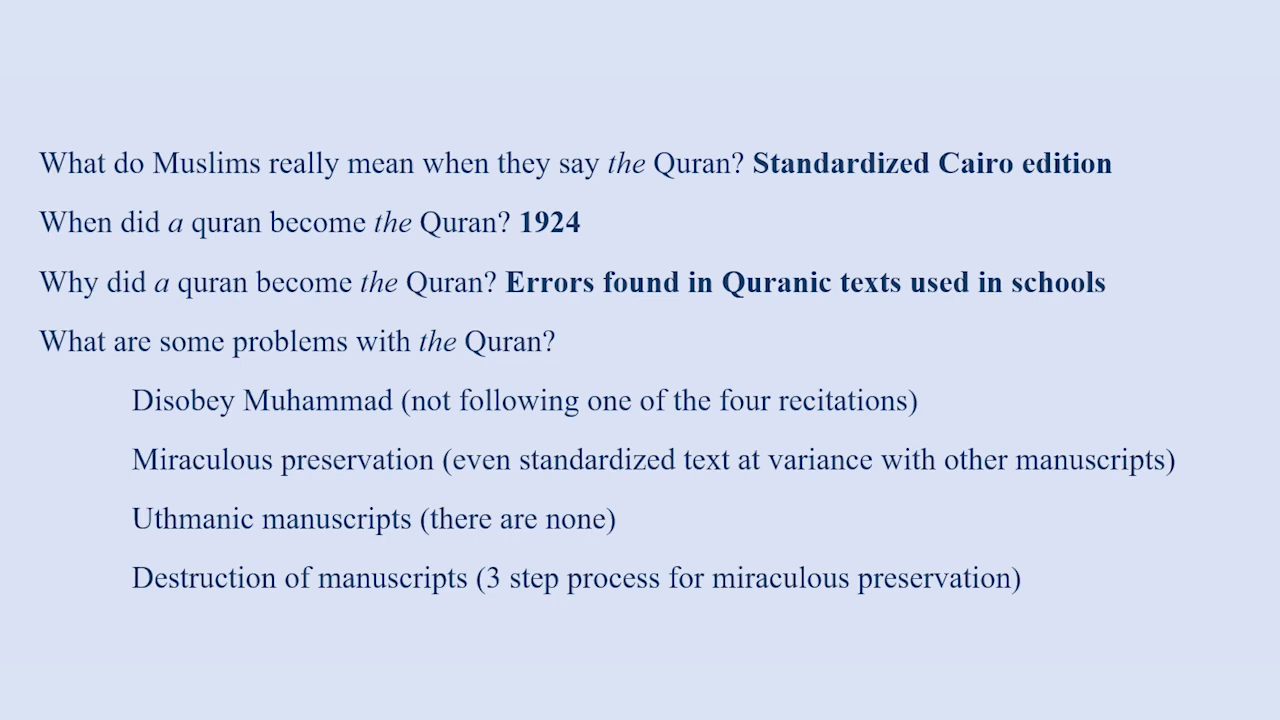 What do Muslims really mean when they say the Quran? Standardized Cairo edition
When did a quran become the Quran? 1924
Why did a quran become the Quran? Errors found in Quranic texts used in schools
What are some problems with the Quran?
Disobey Muhammad (not following one of the four recitations)
Miraculous preservation (even standardized text at variance with other manuscripts)
Uthmanic manuscripts (there are none)
Destruction of manuscripts (3 step process for miraculous preservation)